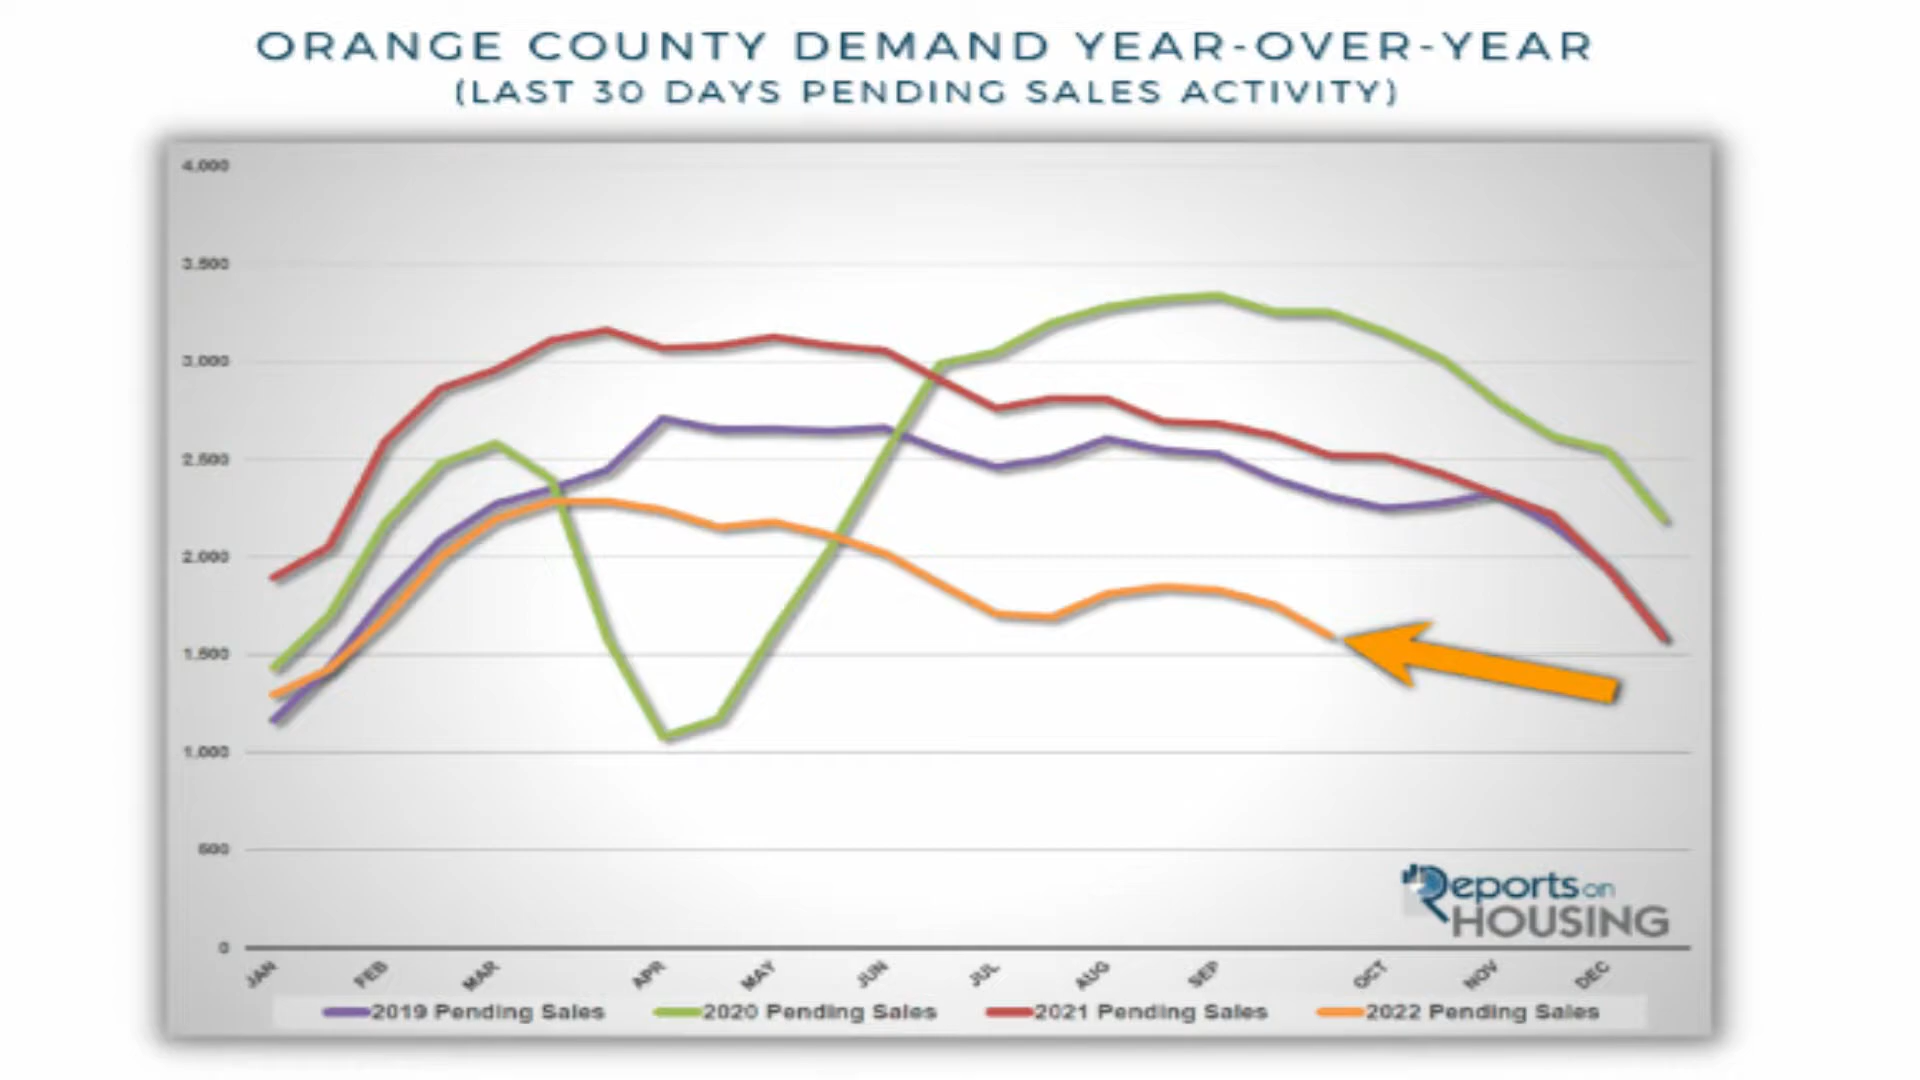 ORANGE COUNTY DEMAND YEAR-OVER-YEAR
(LAST 30 DAYS PENDING SALES ACTIVITY)
4,000
3,500
3,000
2,500
2,000
1,500
1,000
500
0
JAN FEB MAR APR MAY JUN JUL AUG SEP OCT NOV DEC
Reports on
HOUSING
2019 Pending Sales 2020 Pending Sales 2021 Pending Sales 2022 Pending Sales